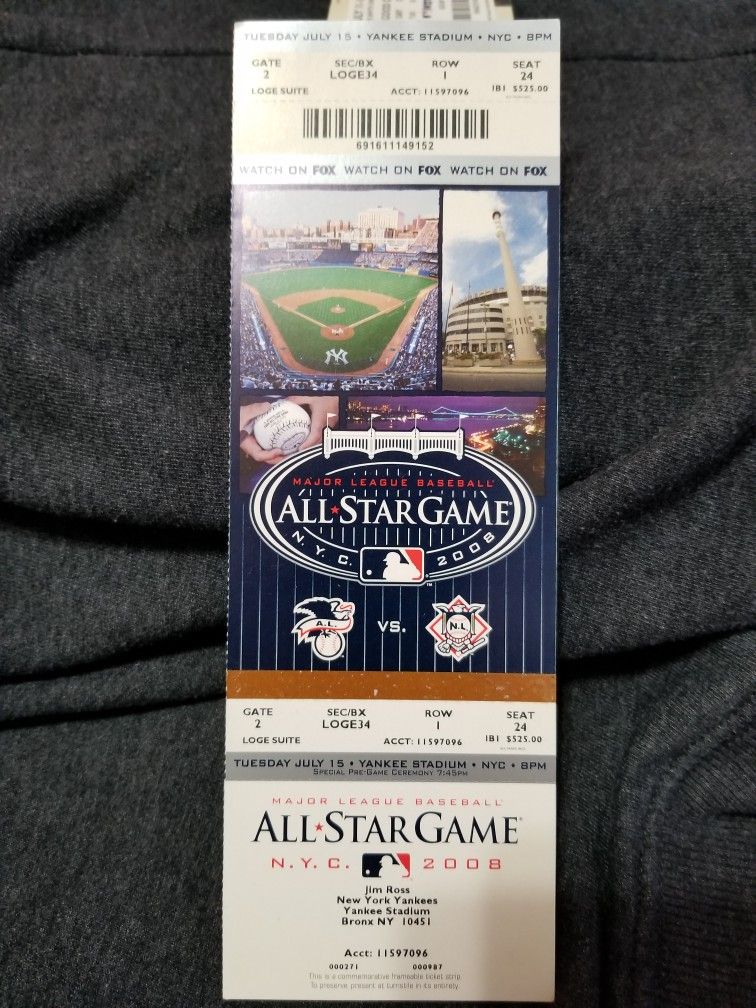 TUESDAY JULY 15 • YANKEE STADIUM • NYC • 8PM
GATE SEC/BX ROW SEAT
2 LOGE34 1 24
LOGE SUITE ACCT: 11597096 IB1 $525.00
691611149152
WATCH ON FOX WATCH ON FOX WATCH ON FOX
NY
MAJOR LEAGUE BASEBALL
ALL★STAR GAME
N.Y.C. 2008
A.L. VS. N.L.
GATE SEC/BX ROW SEAT
2 LOGE34 1 24
LOGE SUITE ACCT: 11597096 IB1 $525.00
TUESDAY JULY 15 • YANKEE STADIUM • NYC • 8PM
SPECIAL PRE-GAME CEREMONY 7:45PM
MAJOR LEAGUE BASEBALL
ALL★STAR GAME
N.Y.C. 2008
Jim Ross
New York Yankees
Yankee Stadium
Bronx NY 10451
Acct: 11597096
000271 000987
This is a commemorative frameable ticket strip.
To preserve, present at turnstile in its entirety.